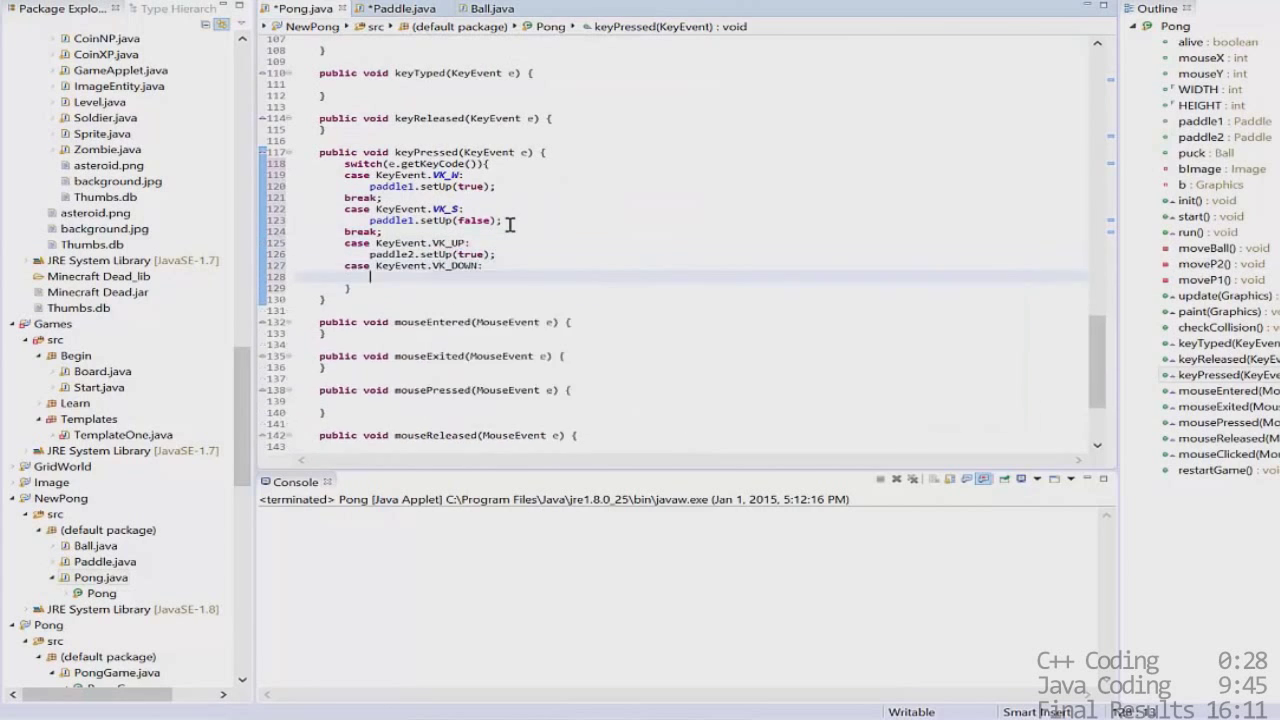 Package Explo...
Type Hierarch
CoinNP.java
CoinXP.java
GameApplet.java
ImageEntity.java
Level.java
Soldier.java
Sprite.java
Zombie.java
asteroid.png
background.jpg
Thumbs.db
asteroid.png
background.jpg
Thumbs.db
JRE System Library [JavaSE-1.7]
Minecraft Dead_lib
Minecraft Dead.jar
Thumbs.db
Games
src
Begin
Board.java
Start.java
Learn
Templates
TemplateOne.java
JRE System Library [JavaSE-1.7]
GridWorld
Image
NewPong
src
(default package)
Ball.java
Paddle.java
Pong.java
Pong
JRE System Library [JavaSE-1.8]
Pong
src
(default package)
PongGame.java
*Pong.java
*Paddle.java
Ball.java
NewPong
src
(default package)
Pong
keyPressed(KeyEvent) : void
107
108 }
109
110 public void keyTyped(KeyEvent e) {
111
112 }
113
114 public void keyReleased(KeyEvent e) {
115 }
116
117 public void keyPressed(KeyEvent e) {
118 switch(e.getKeyCode()){
119 case KeyEvent.VK_W:
120 paddle1.setUp(true);
121 break;
122 case KeyEvent.VK_S:
123 paddle1.setUp(false);
124 break;
125 case KeyEvent.VK_UP:
126 paddle2.setUp(true);
127 case KeyEvent.VK_DOWN:
128
129 }
130 }
131
132 public void mouseEntered(MouseEvent e) {
133 }
134
135 public void mouseExited(MouseEvent e) {
136 }
137
138 public void mousePressed(MouseEvent e) {
139
140 }
141
142 public void mouseReleased(MouseEvent e) {
143
Console
<terminated> Pong [Java Applet] C:\Program Files\Java\jre1.8.0_25\bin\javaw.exe (Jan 1, 2015, 5:12:16 PM)
Outline
Pong
alive : boolean
mouseX : int
mouseY : int
WIDTH : int
HEIGHT : int
paddle1 : Paddle
paddle2 : Paddle
puck : Ball
bImage : Image
b : Graphics
init() : void
start() : void
run() : void
moveBall() : void
moveP2() : void
moveP1() : void
update(Graphics)
paint(Graphics) :
checkCollision() :
keyTyped(KeyEve
keyReleased(KeyE
keyPressed(KeyEve
mouseEntered(Mo
mouseExited(Mou
mousePressed(Mo
mouseReleased(M
mouseClicked(Mo
restartGame() : vo
C++ Coding 0:28
Java Coding 9:45
Final Results 16:11
Writable
Smart Insert